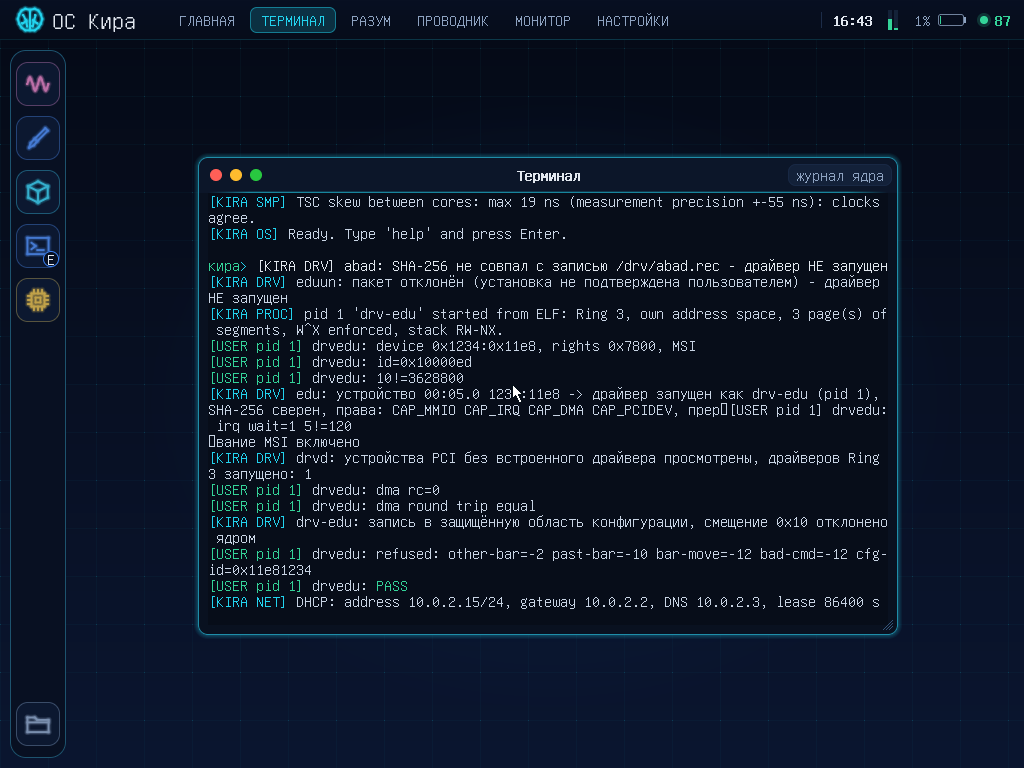 ОС Кира
ГЛАВНАЯ
ТЕРМИНАЛ
РАЗУМ
ПРОВОДНИК
МОНИТОР
НАСТРОЙКИ
16:43
1%
87
E
Терминал
журнал ядра
[KIRA SMP] TSC skew between cores: max 19 ns (measurement precision +-55 ns): clocks
agree.
[KIRA OS] Ready. Type 'help' and press Enter.
кира> [KIRA DRV] abad: SHA-256 не совпал с записью /drv/abad.rec - драйвер НЕ запущен
[KIRA DRV] eduun: пакет отклонён (установка не подтверждена пользователем) - драйвер
НЕ запущен
[KIRA PROC] pid 1 'drv-edu' started from ELF: Ring 3, own address space, 3 page(s) of
segments, W^X enforced, stack RW-NX.
[USER pid 1] drvedu: device 0x1234:0x11e8, rights 0x7800, MSI
[USER pid 1] drvedu: id=0x10000ed
[USER pid 1] drvedu: 10!=3628800
[KIRA DRV] edu: устройство 00:05.0 1234:11e8 -> драйвер запущен как drv-edu (pid 1),
SHA-256 сверен, права: CAP_MMIO CAP_IRQ CAP_DMA CAP_PCIDEV, прер▯[USER pid 1] drvedu:
irq wait=1 5!=120
▯вание MSI включено
[KIRA DRV] drvd: устройства PCI без встроенного драйвера просмотрены, драйверов Ring
3 запущено: 1
[USER pid 1] drvedu: dma rc=0
[USER pid 1] drvedu: dma round trip equal
[KIRA DRV] drv-edu: запись в защищённую область конфигурации, смещение 0x10 отклонено
ядром
[USER pid 1] drvedu: refused: other-bar=-2 past-bar=-10 bar-move=-12 bad-cmd=-12 cfg-
id=0x11e81234
[USER pid 1] drvedu: PASS
[KIRA NET] DHCP: address 10.0.2.15/24, gateway 10.0.2.2, DNS 10.0.2.3, lease 86400 s